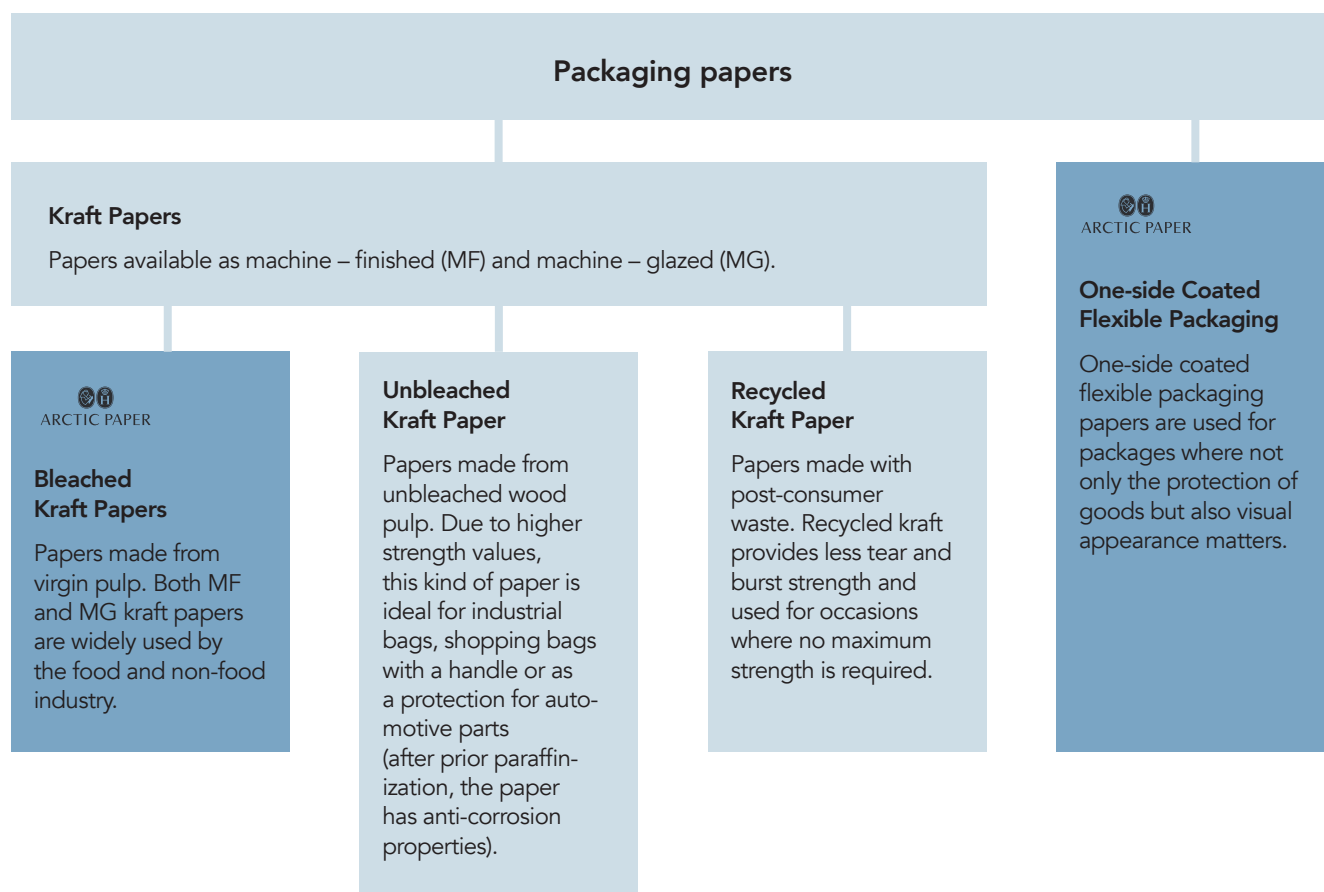 Packaging papers
Kraft Papers
Papers available as machine – finished (MF) and machine – glazed (MG).
ARCTIC PAPER
Bleached
Kraft Papers
Papers made from
virgin pulp. Both MF
and MG kraft papers
are widely used by
the food and non-food
industry.
Unbleached
Kraft Paper
Papers made from
unbleached wood
pulp. Due to higher
strength values,
this kind of paper is
ideal for industrial
bags, shopping bags
with a handle or as
a protection for auto-
motive parts
(after prior paraffin-
ization, the paper
has anti-corrosion
properties).
Recycled
Kraft Paper
Papers made with
post-consumer
waste. Recycled kraft
provides less tear and
burst strength and
used for occasions
where no maximum
strength is required.
ARCTIC PAPER
One-side Coated
Flexible Packaging
One-side coated
flexible packaging
papers are used for
packages where not
only the protection of
goods but also visual
appearance matters.